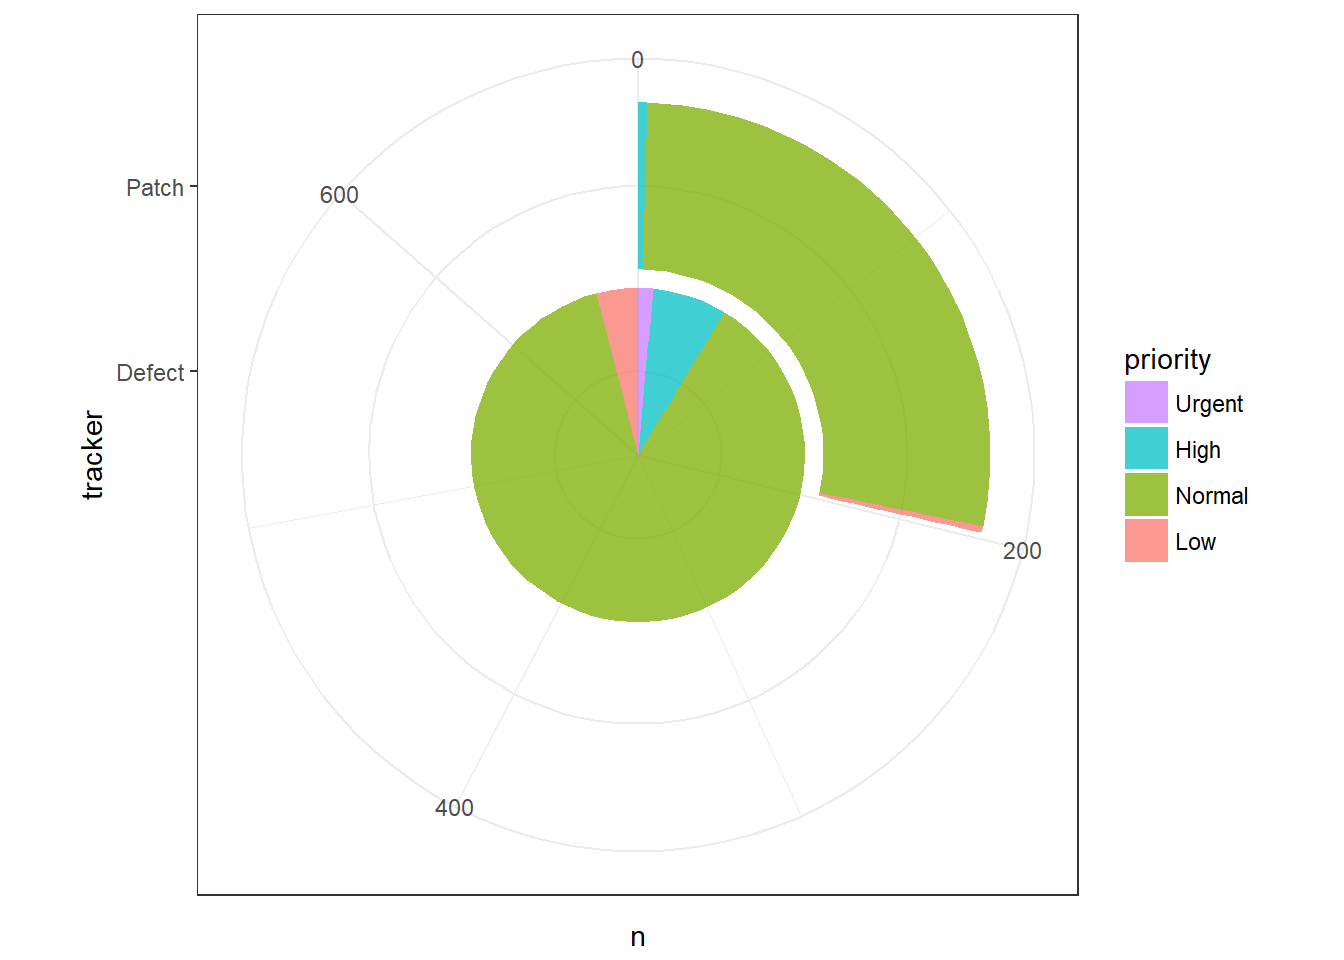 0
600
200
400
Patch
Defect
tracker
n
priority
Urgent
High
Normal
Low